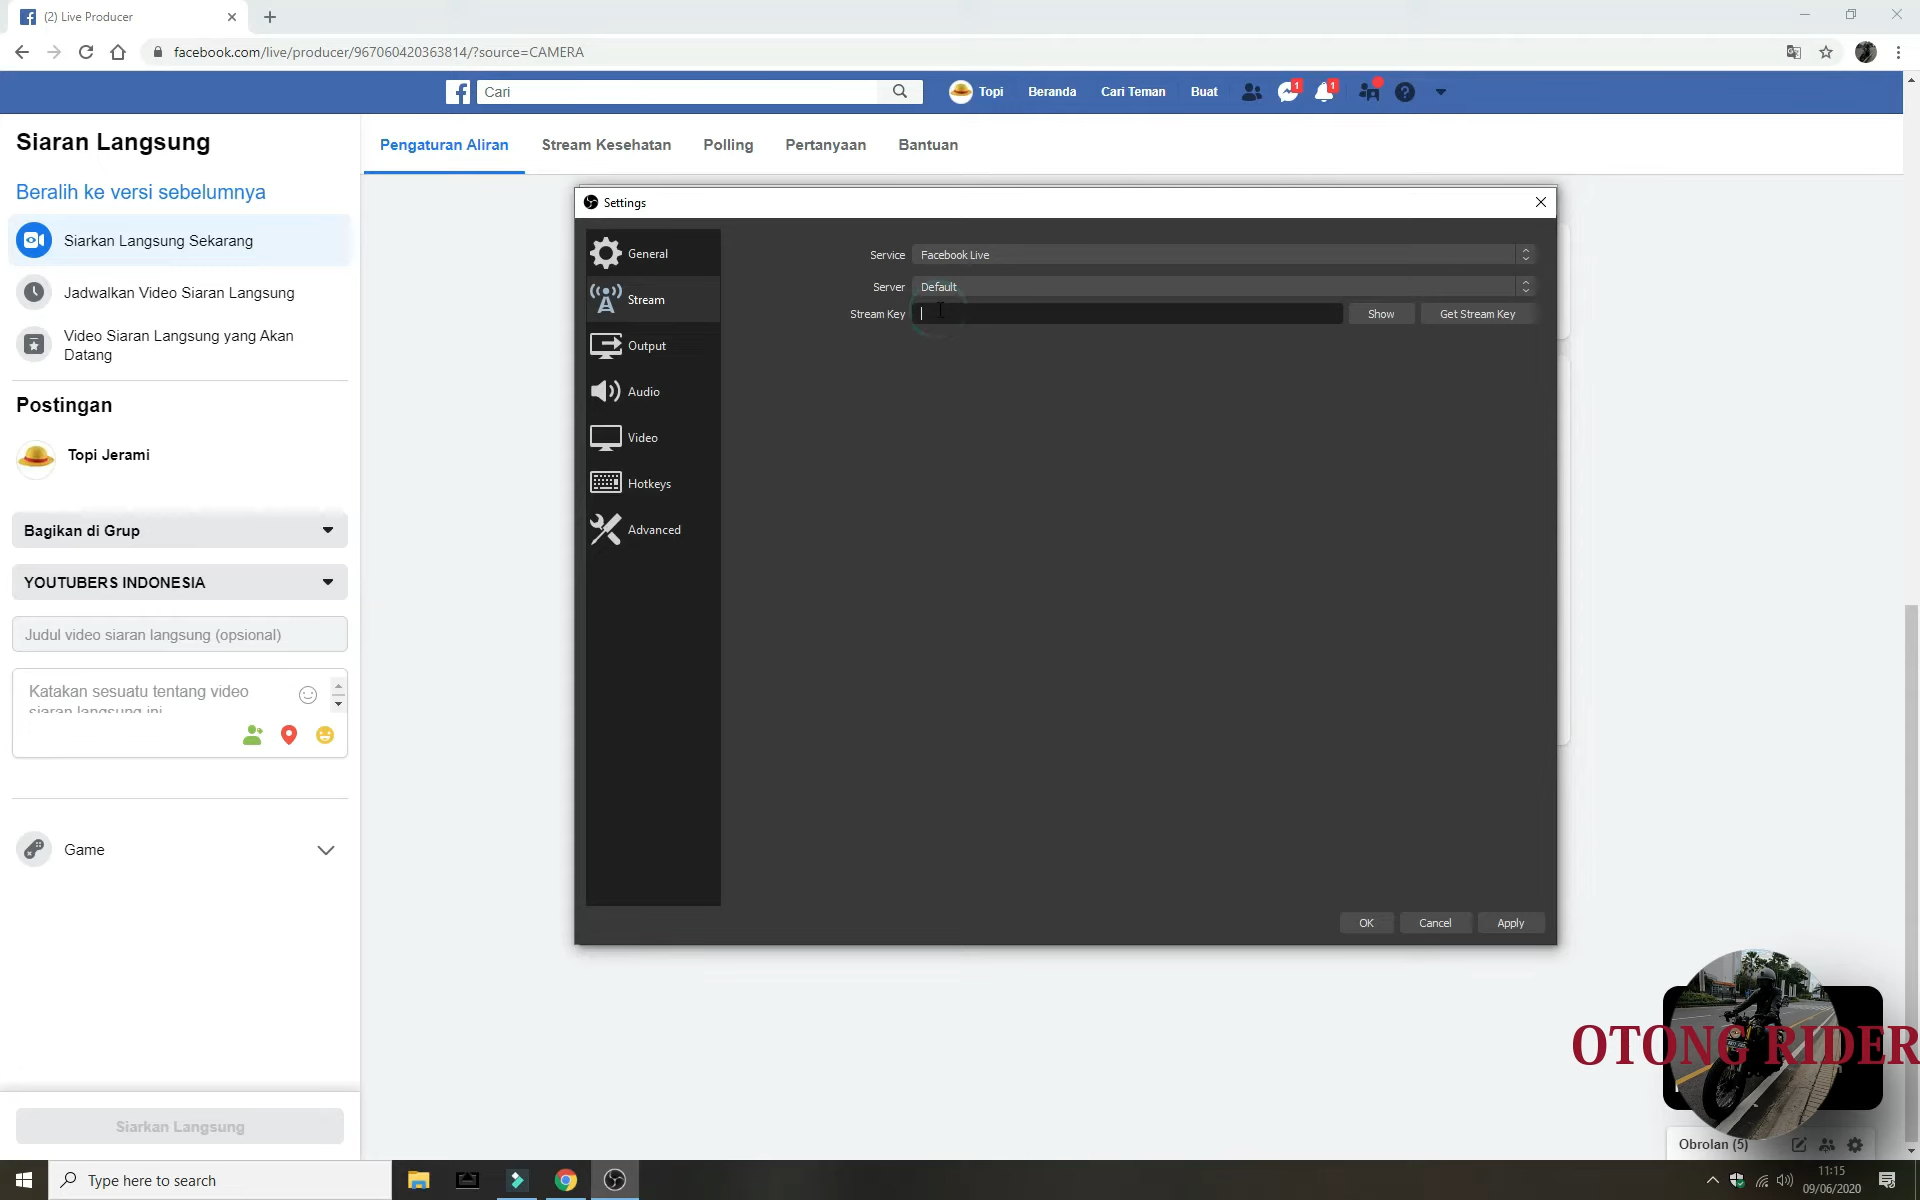 (2) Live Producer
facebook.com/live/producer/967060420363814/?source=CAMERA
Cari
Topi
Beranda
Cari Teman
Buat
1
1
Siaran Langsung
Beralih ke versi sebelumnya
Siarkan Langsung Sekarang
Jadwalkan Video Siaran Langsung
Video Siaran Langsung yang Akan
Datang
Postingan
Topi Jerami
Bagikan di Grup
YOUTUBERS INDONESIA
Judul video siaran langsung (opsional)
Katakan sesuatu tentang video
siaran langsung ini
Game
Siarkan Langsung
Pengaturan Aliran
Stream Kesehatan
Polling
Pertanyaan
Bantuan
Settings
General
Stream
Output
Audio
Video
Hotkeys
Advanced
Service Facebook Live
Server Default
Stream Key
Show
Get Stream Key
OK
Cancel
Apply
OTONG RIDER
Obrolan (5)
Type here to search
11:15
09/06/2020